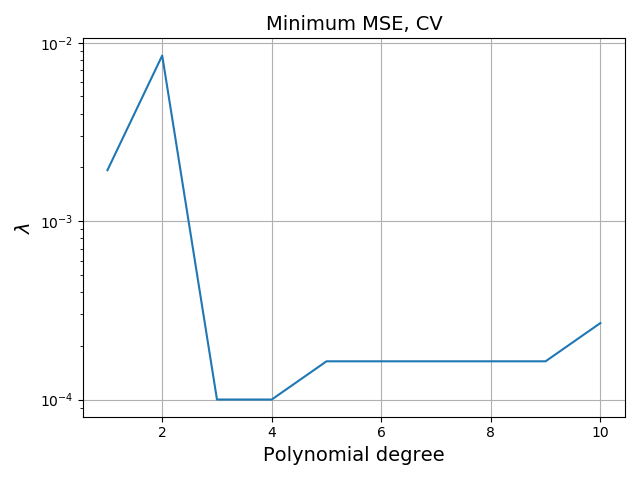 Minimum MSE, CV
10⁻²
10⁻³
10⁻⁴
λ
2 4 6 8 10
Polynomial degree